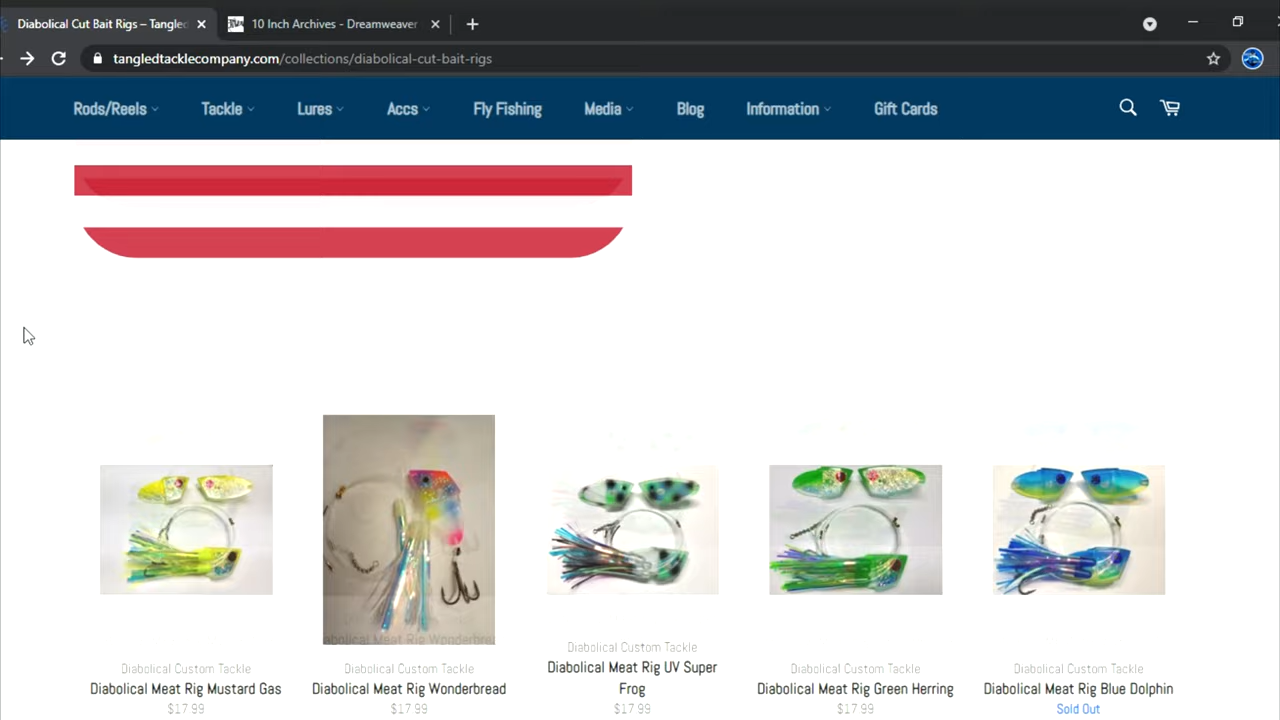 Diabolical Cut Bait Rigs – Tangled
10 Inch Archives - Dreamweaver
tangledtacklecompany.com/collections/diabolical-cut-bait-rigs
Rods/Reels Tackle Lures Accs Fly Fishing Media Blog Information Gift Cards
Diabolical Custom Tackle
Diabolical Meat Rig Mustard Gas
$17.99
Diabolical Custom Tackle
Diabolical Meat Rig Wonderbread
$17.99
Diabolical Custom Tackle
Diabolical Meat Rig UV Super
Frog
$17.99
Diabolical Custom Tackle
Diabolical Meat Rig Green Herring
$17.99
Diabolical Custom Tackle
Diabolical Meat Rig Blue Dolphin
Sold Out